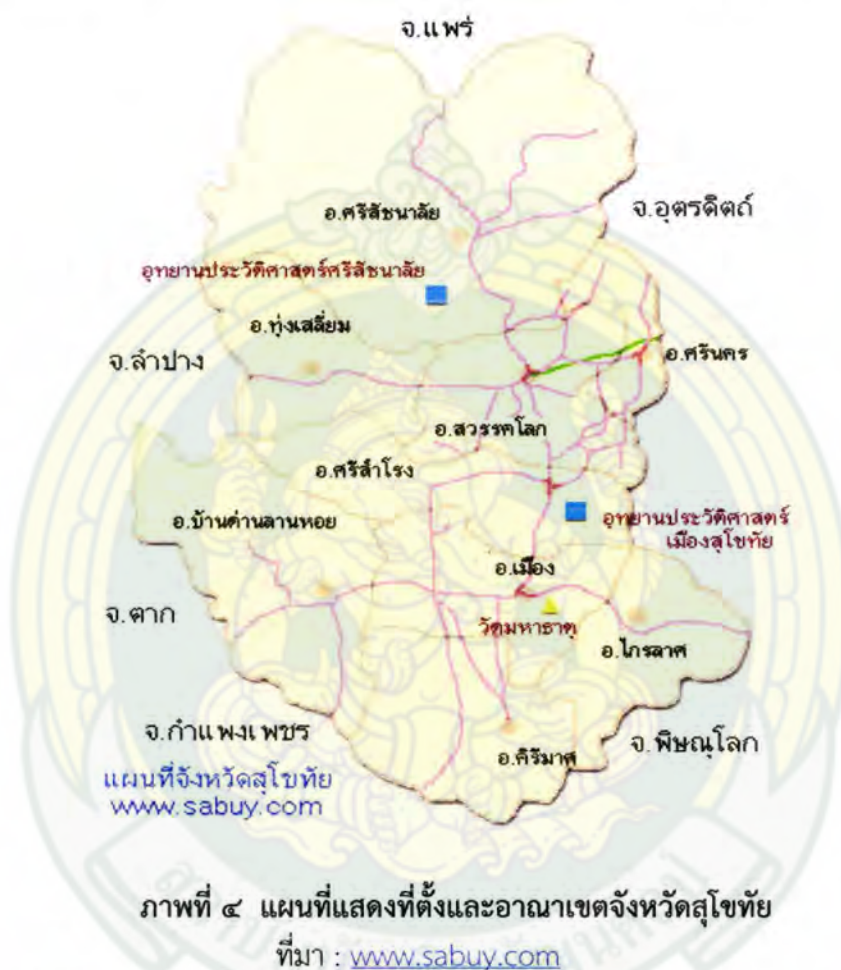 จ.แพร่
อ.ศรีสัชนาลัย
จ.อุตรดิตถ์
อุทยานประวัติศาสตร์ศรีสัชนาลัย
อ.ทุ่งเสลี่ยม
จ.ลำปาง
อ.ศรีนคร
อ.สวรรคโลก
อ.ศรีสำโรง
อ.บ้านด่านลานหอย
อุทยานประวัติศาสตร์
เมืองสุโขทัย
อ.เมือง
จ.ตาก
วัดมหาธาตุ
อ.ไกรลาศ
จ.กำแพงเพชร
อ.คีรีมาศ
จ.พิษณุโลก
แผนที่จังหวัดสุโขทัย
www.sabuy.com
ภาพที่ ๔ แผนที่แสดงที่ตั้งและอาณาเขตจังหวัดสุโขทัย
ที่มา : www.sabuy.com